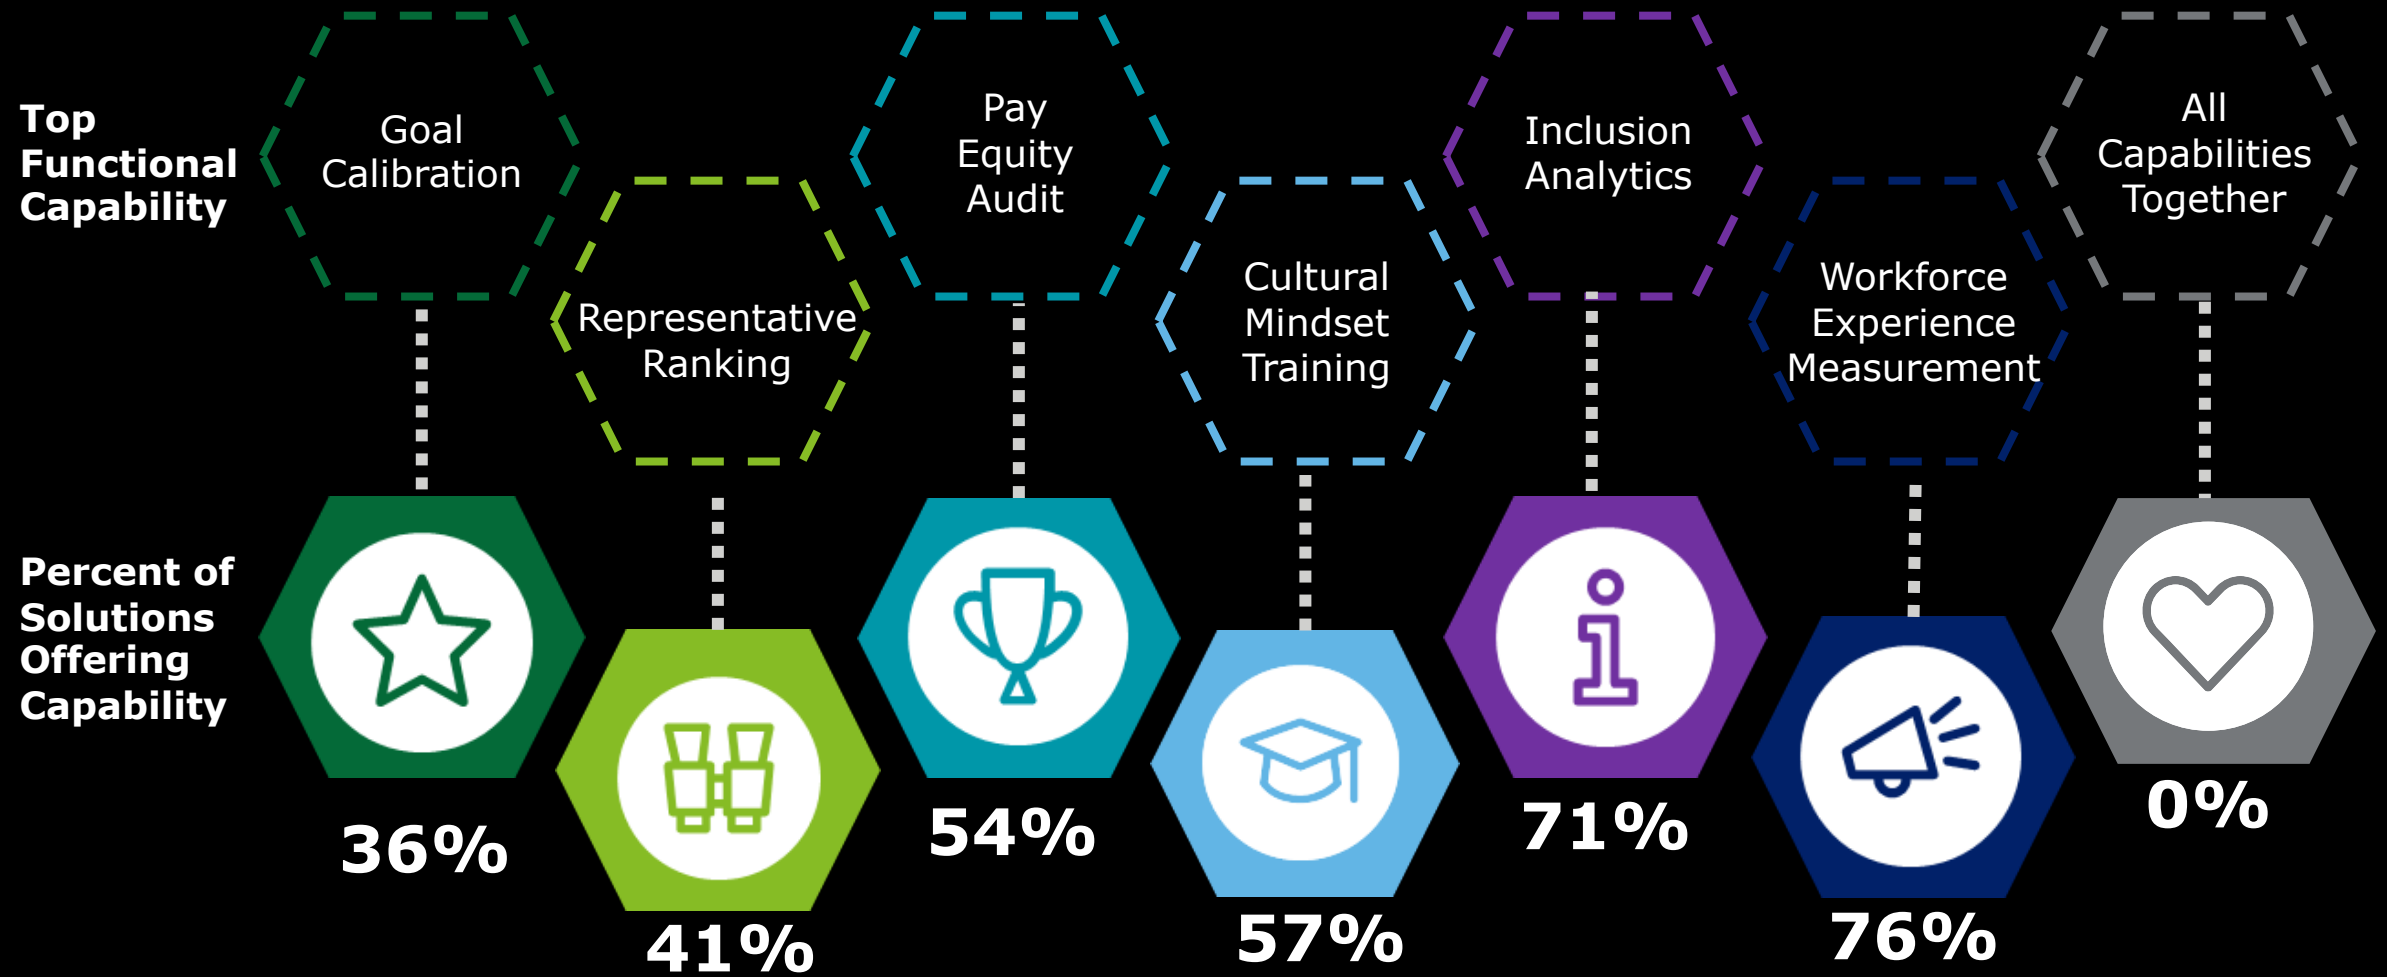 Top
Functional
Capability
Goal
Calibration
Representative
Ranking
Pay
Equity
Audit
Cultural
Mindset
Training
Inclusion
Analytics
Workforce
Experience
Measurement
All
Capabilities
Together
Percent of
Solutions
Offering
Capability
36%
41%
54%
57%
71%
76%
0%